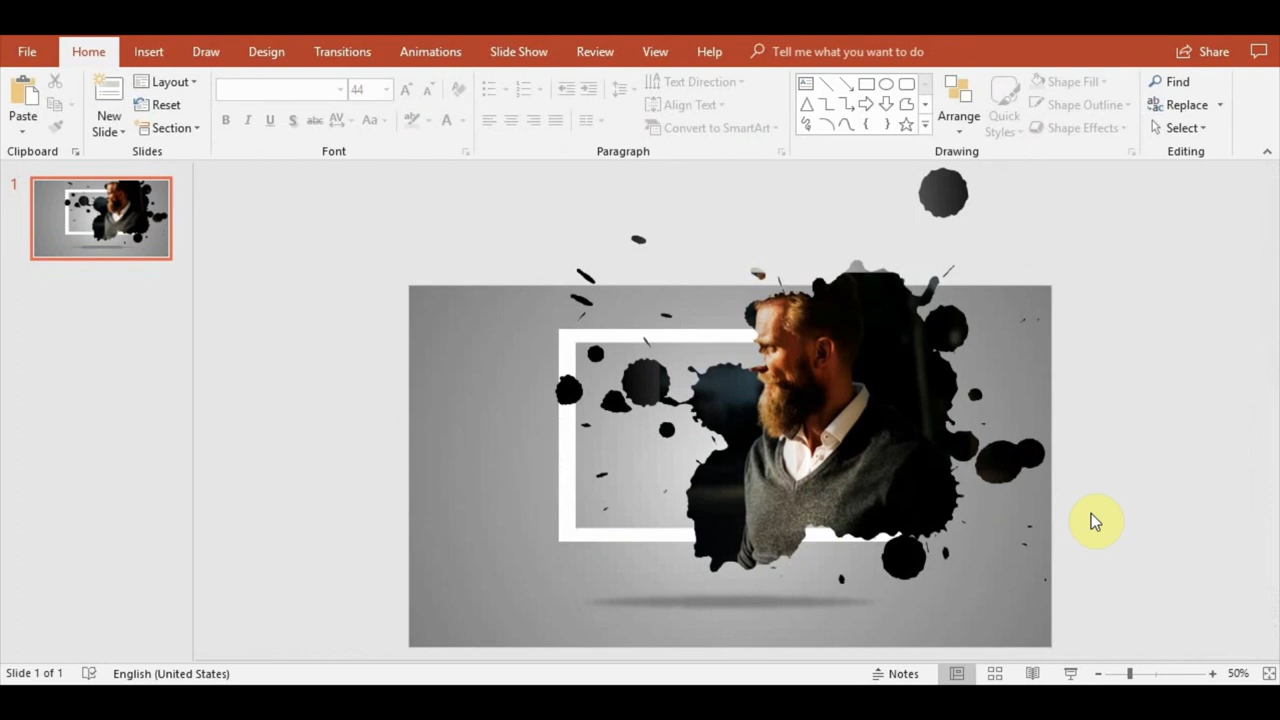 File Home Insert Draw Design Transitions Animations Slide Show Review View Help Tell me what you want to do Share
Paste
Clipboard
New
Slide
Layout
Reset
Section
Slides
44
B I U S abc AV Aa A
Font
Text Direction
Align Text
Convert to SmartArt
Paragraph
Arrange
Quick
Styles
Shape Fill
Shape Outline
Shape Effects
Drawing
Find
Replace
Select
Editing
1
Slide 1 of 1 English (United States) Notes 50%